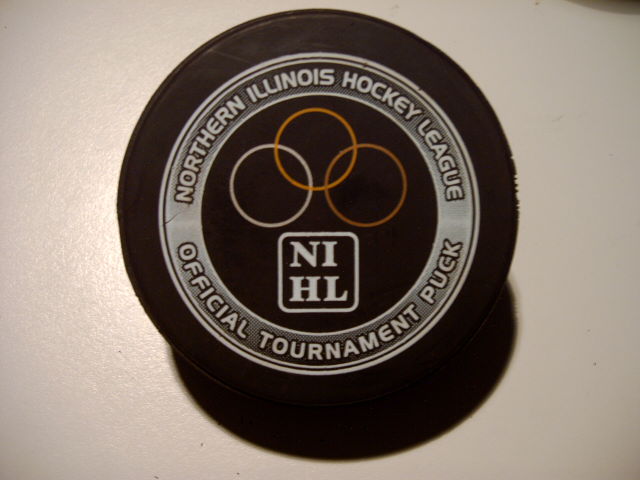 NORTHERN ILLINOIS HOCKEY LEAGUE
NI
HL
OFFICIAL TOURNAMENT PUCK